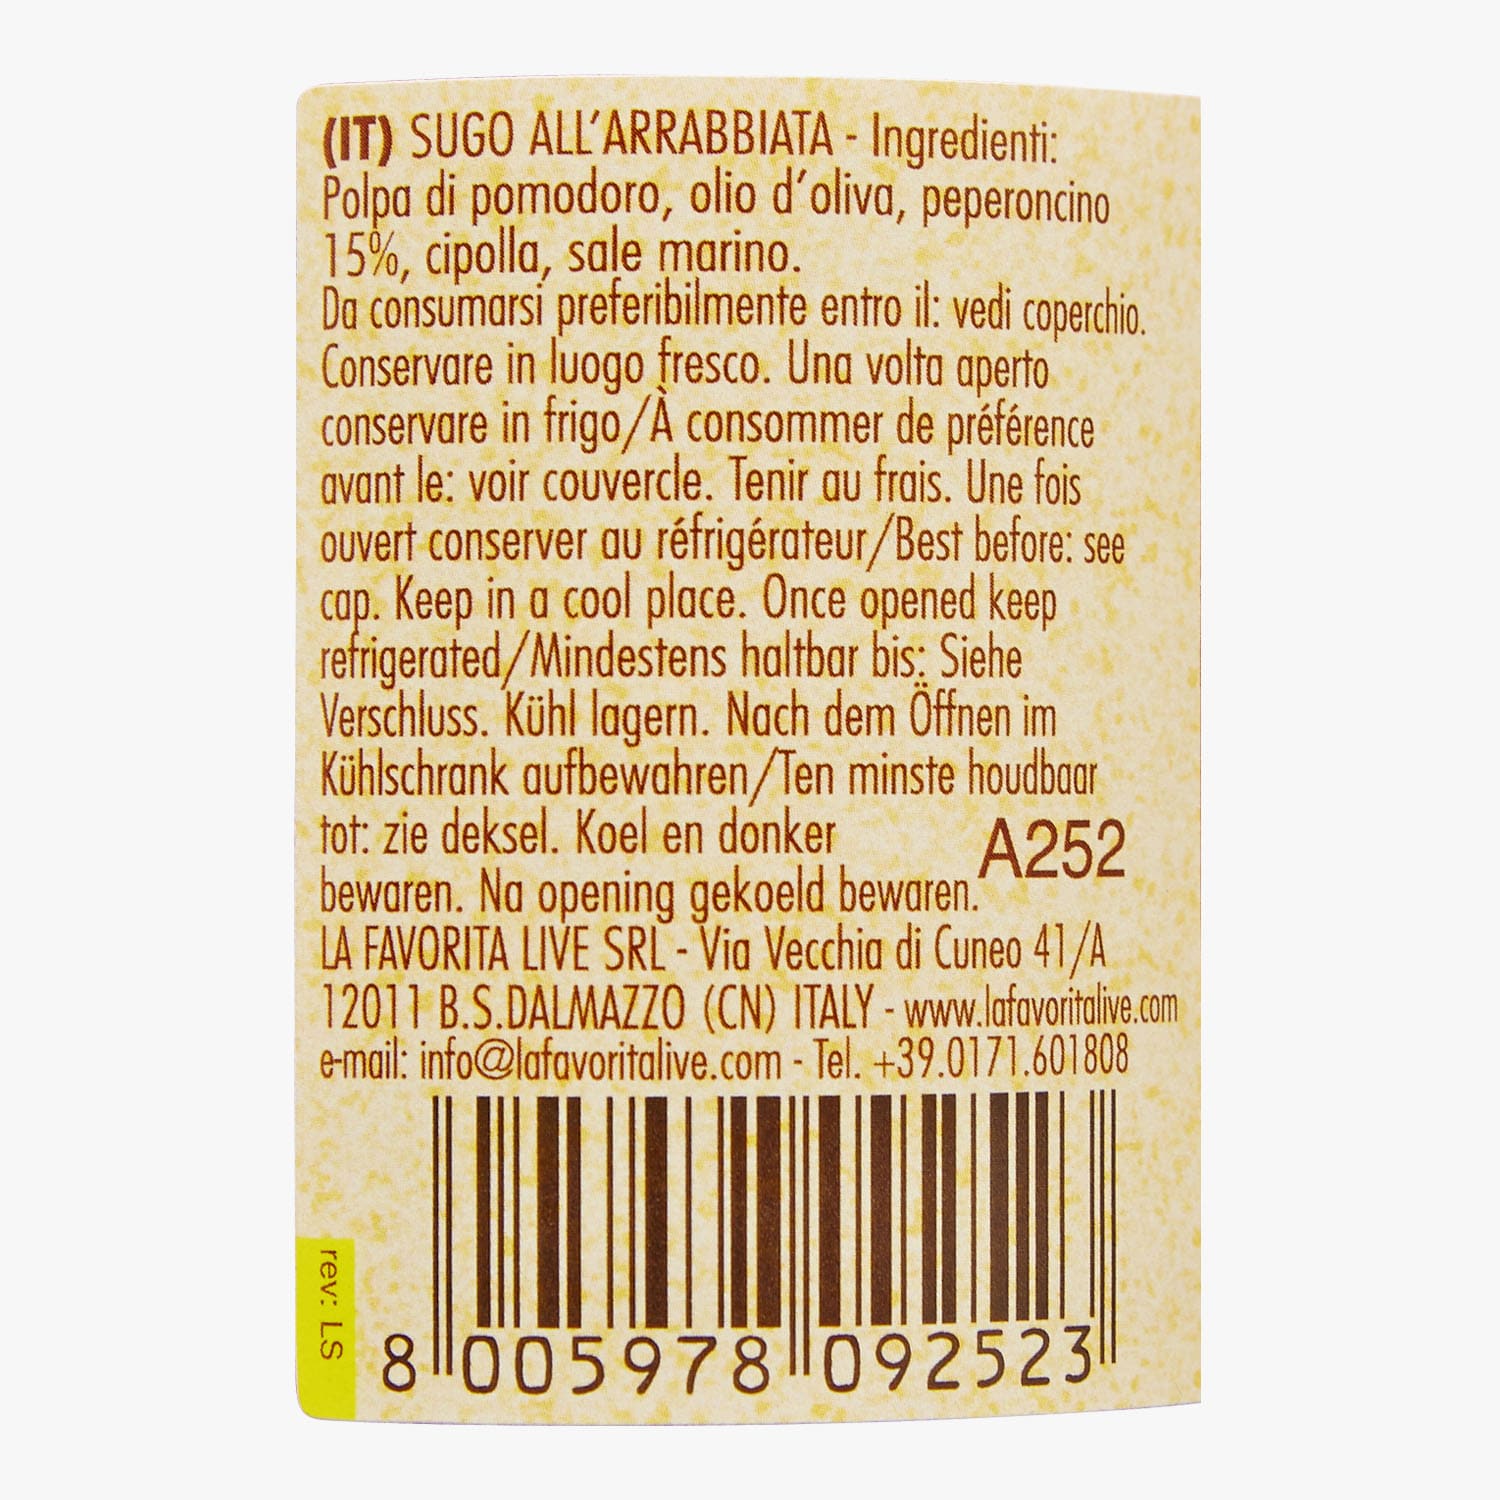 (IT) SUGO ALL'ARRABBIATA - Ingredienti:
Polpa di pomodoro, olio d'oliva, peperoncino
15%, cipolla, sale marino.
Da consumarsi preferibilmente entro il: vedi coperchio.
Conservare in luogo fresco. Una volta aperto
conservare in frigo/À consommer de préférence
avant le: voir couvercle. Tenir au frais. Une fois
ouvert conserver au réfrigérateur/Best before: see
cap. Keep in a cool place. Once opened keep
refrigerated/Mindestens haltbar bis: Siehe
Verschluss. Kühl lagern. Nach dem Öffnen im
Kühlschrank aufbewahren/Ten minste houdbaar
tot: zie deksel. Koel en donker
bewaren. Na opening gekoeld bewaren.
A252
LA FAVORITA LIVE SRL - Via Vecchia di Cuneo 41/A
12011 B.S.DALMAZZO (CN) ITALY - www.lafavoritalive.com
e-mail: info@lafavoritalive.com - Tel. +39.0171.601808
rev: LS
8 005978 092523